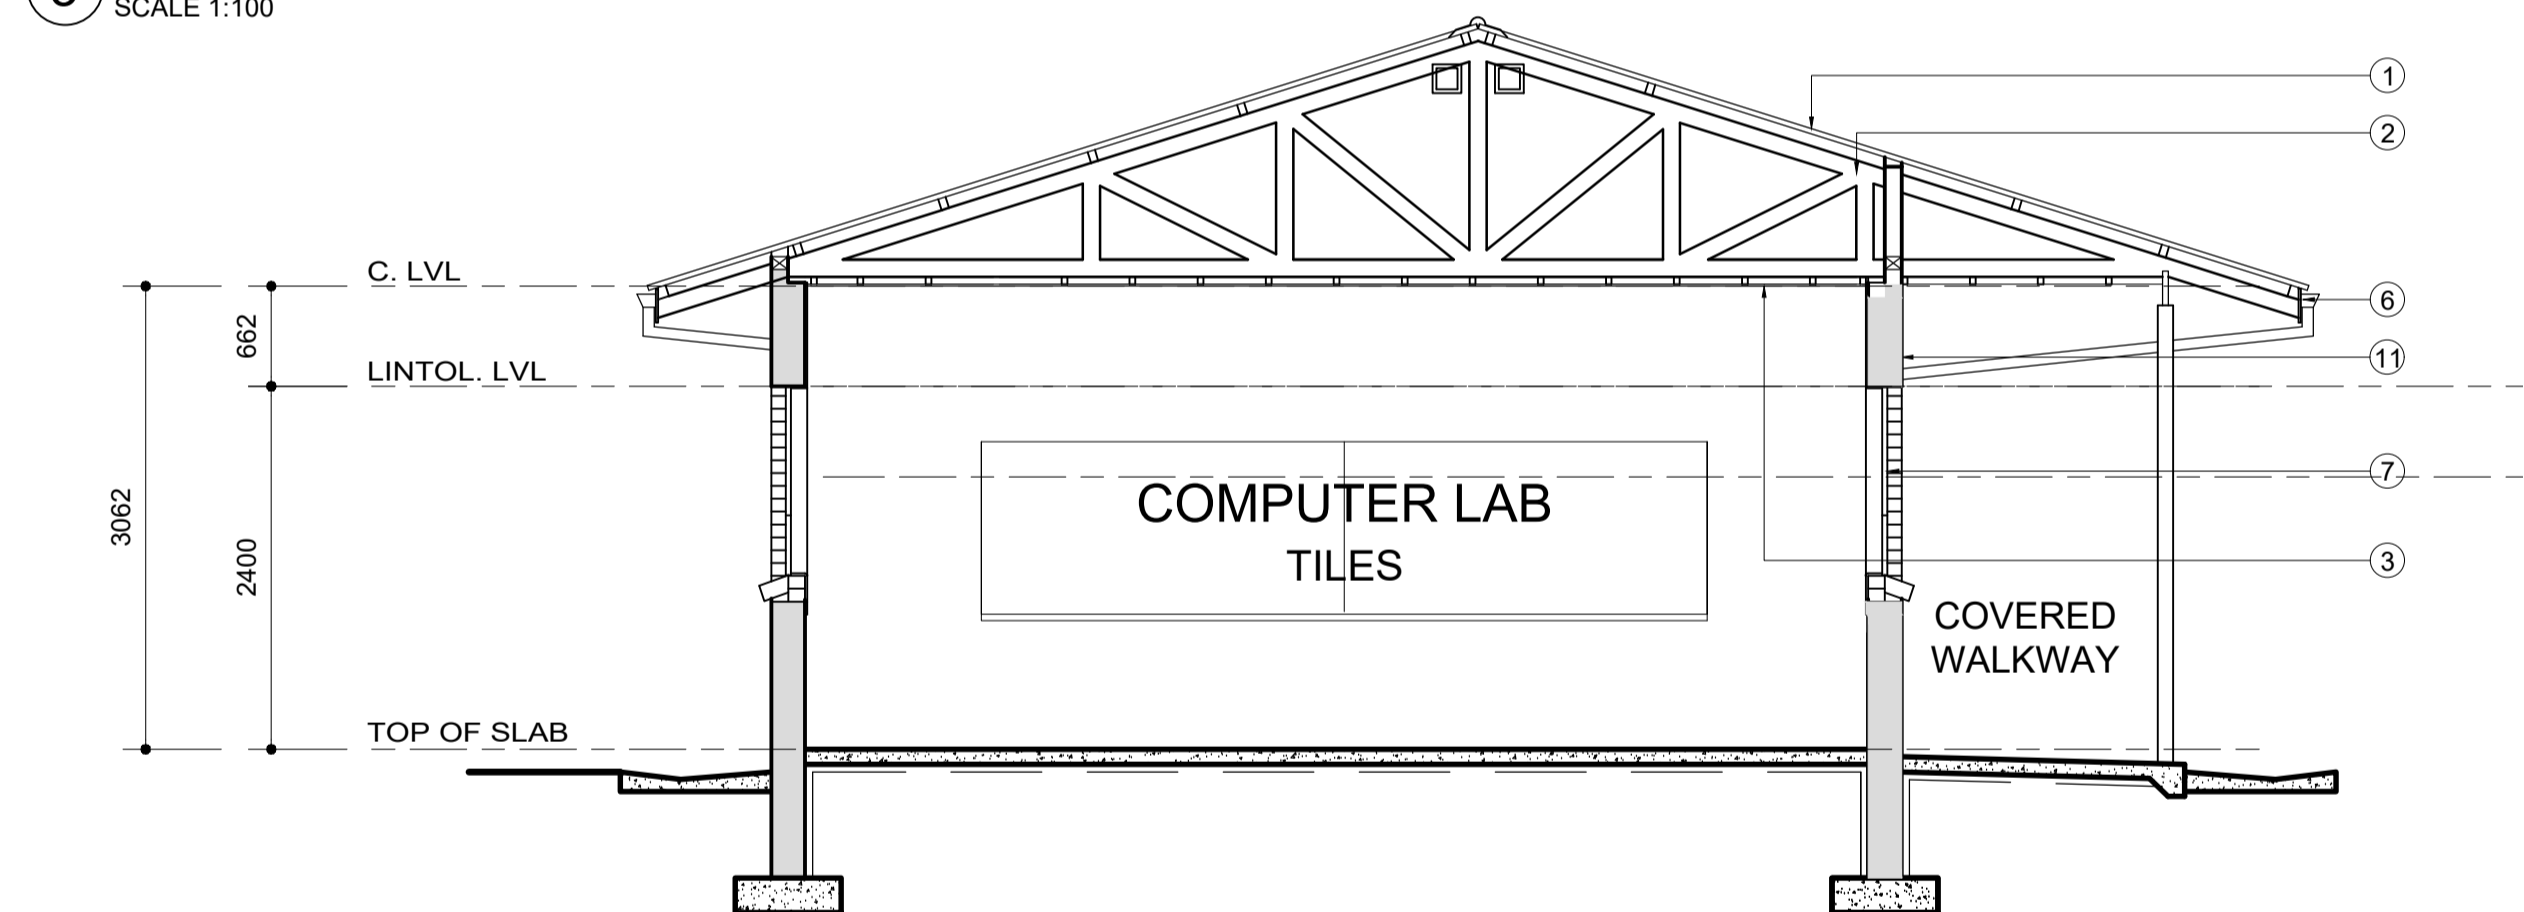 SCALE 1:100
1
2
C. LVL
6
662
11
LINTOL. LVL
7
COMPUTER LAB
3062
2400
TILES
3
COVERED
WALKWAY
TOP OF SLAB